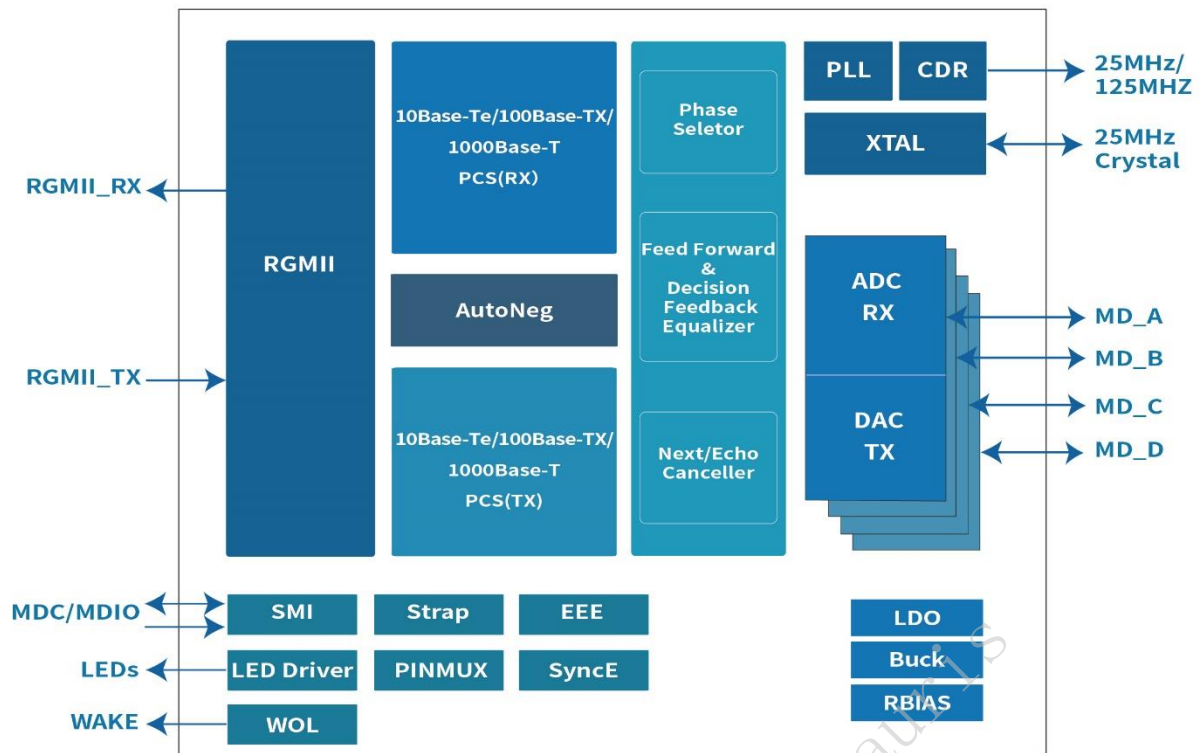 PLL
CDR
25MHz/
125MHZ
10Base-Te/100Base-TX/
1000Base-T
PCS(RX)
Phase
Seletor
XTAL
25MHz
Crystal
RGMII_RX
RGMII
Feed Forward
&
Decision
Feedback
Equalizer
ADC
RX
AutoNeg
MD_A
MD_B
RGMII_TX
MD_C
DAC
TX
MD_D
10Base-Te/100Base-TX/
1000Base-T
PCS(TX)
Next/Echo
Canceller
MDC/MDIO
SMI
Strap
EEE
LDO
LEDs
LED Driver
PINMUX
SyncE
Buck
WAKE
WOL
RBIAS